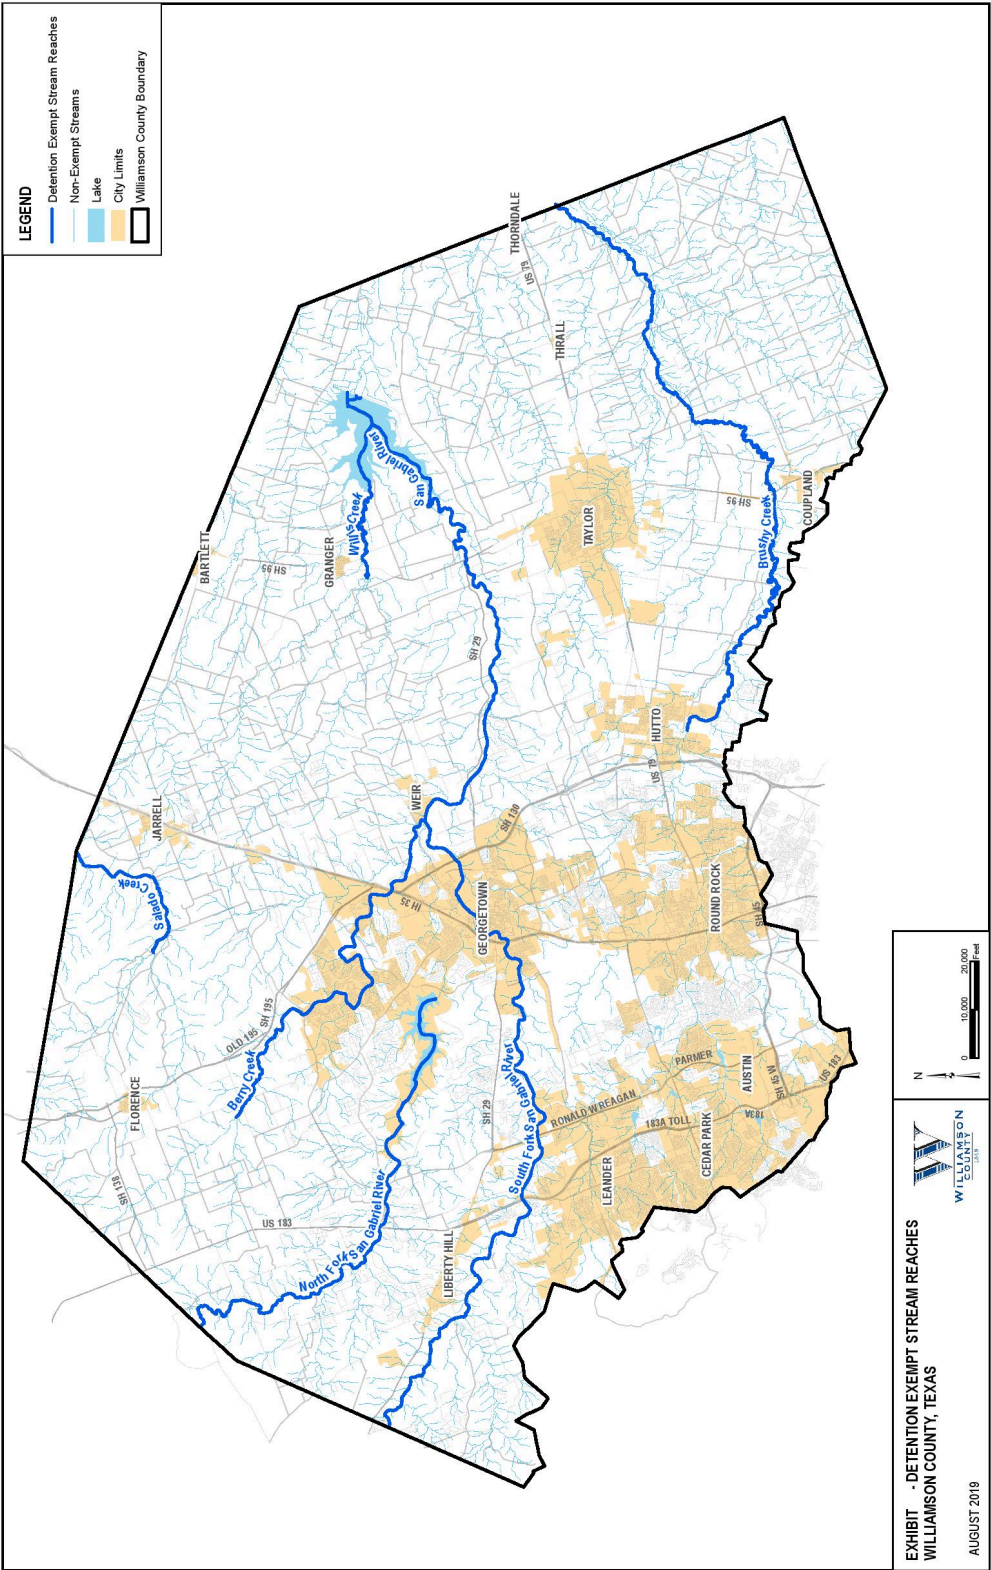 LEGEND
Detention Exempt Stream Reaches
Non-Exempt Streams
Lake
City Limits
Williamson County Boundary
SH 138
FLORENCE
OLD 195
SH 195
Berry Creek
Salado Creek
JARRELL
BARTLETT
SH 95
GRANGER
Willis Creek
San Gabriel River
US 183
North Fork San Gabriel River
IH 35
WEIR
SH 29
THORNDALE
US 79
THRALL
LIBERTY HILL
SH 29
South Fork San Gabriel River
GEORGETOWN
SH 130
TAYLOR
RONALD W REAGAN
LEANDER
183A TOLL
PARMER
HUTTO
US 79
ROUND ROCK
CEDAR PARK
AUSTIN
183A
SH 45 W
US 183
SH 45
SH 95
Brushy Creek
COUPLAND
EXHIBIT - DETENTION EXEMPT STREAM REACHES
WILLIAMSON COUNTY, TEXAS
AUGUST 2019
WILLIAMSON
COUNTY
1848
N
0 10,000 20,000
Feet